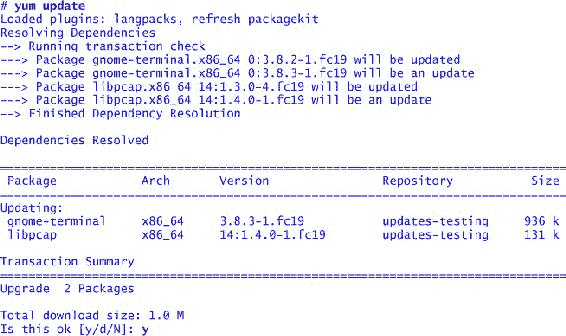 # yum update
Loaded plugins: langpacks, refresh packagekit
Resolving Dependencies
--> Running transaction check
---> Package gnome-terminal.x86_64 0:3.8.2-1.fc19 will be updated
---> Package gnome-terminal.x86_64 0:3.8.3-1.fc19 will be an update
---> Package libpcap.x86 64 14:1.3.0-4.fc19 will be updated
---> Package libpcap.x86_64 14:1.4.0-1.fc19 will be an update
--> Finished Dependency Resolution
Dependencies Resolved
Package Arch Version Repository Size
Updating:
gnome-terminal x86_64 3.8.3-1.fc19 updates-testing 936 k
libpcap x86_64 14:1.4.0-1.fc19 updates-testing 131 k
Transaction Summary
Upgrade 2 Packages
Total download size: 1.0 M
Is this ok [y/d/N]: y